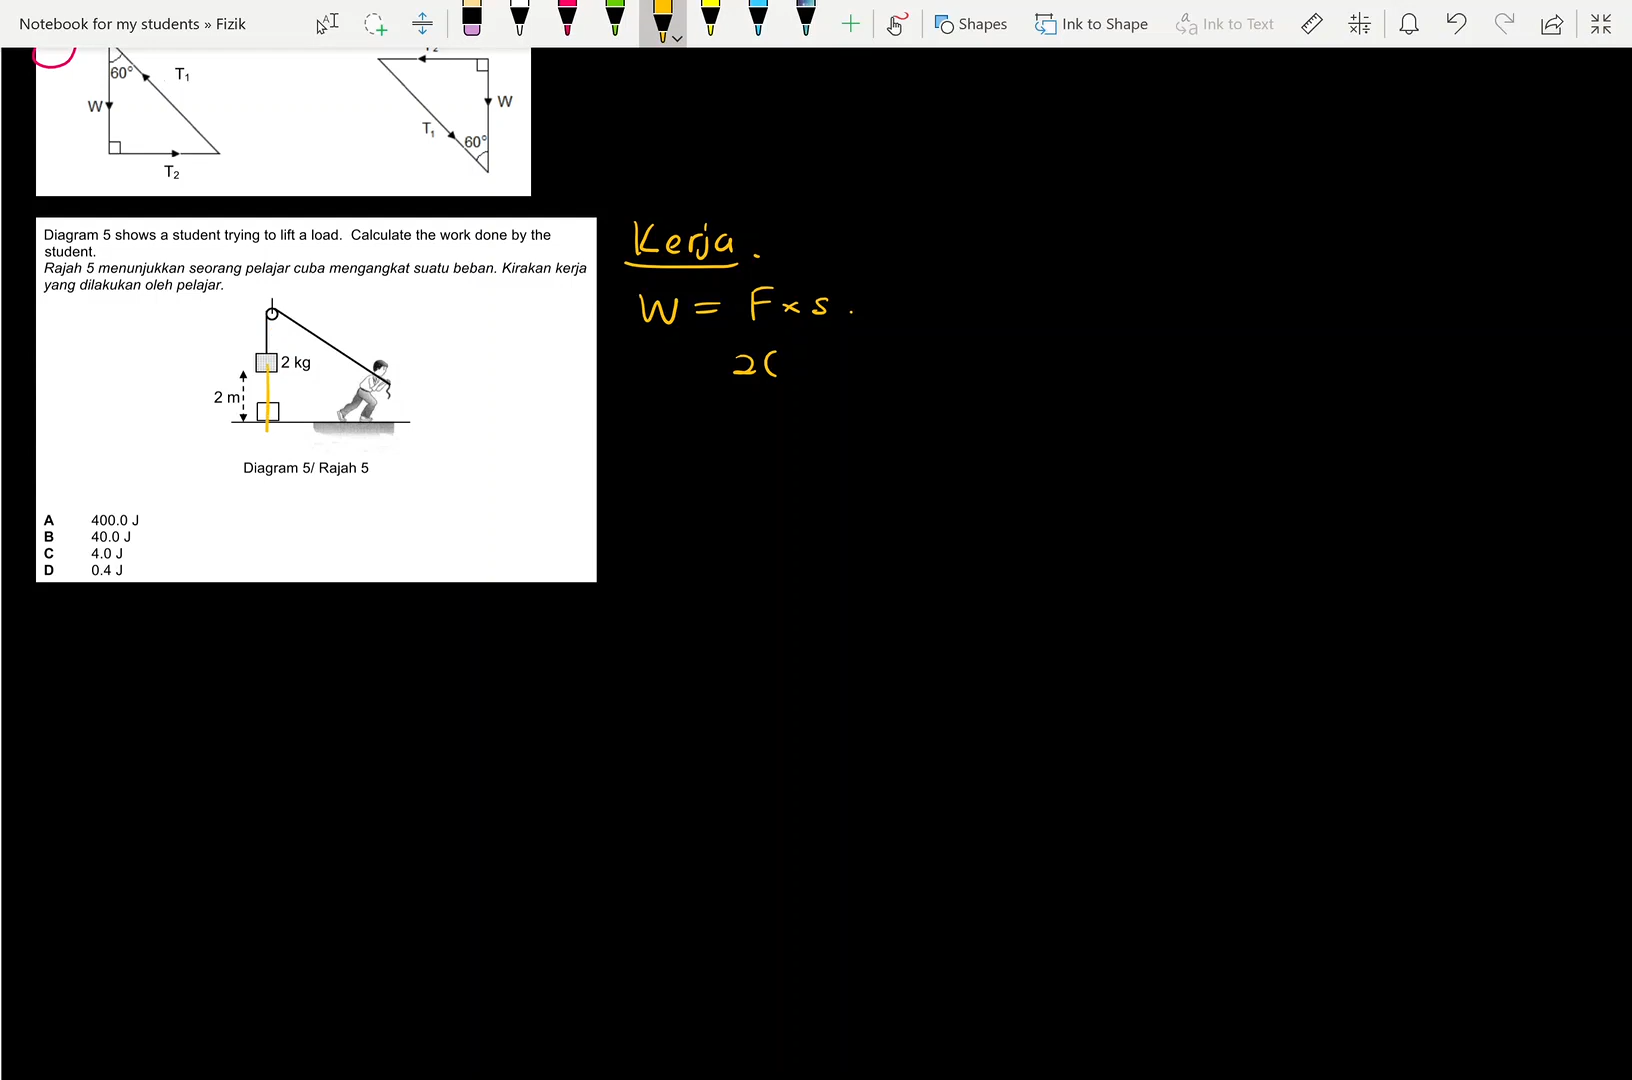 Notebook for my students » Fizik
Shapes
Ink to Shape
Ink to Text
60°
T₁
W
T₂
W
T₁
60°
Diagram 5 shows a student trying to lift a load. Calculate the work done by the
student.
Rajah 5 menunjukkan seorang pelajar cuba mengangkat suatu beban. Kirakan kerja
yang dilakukan oleh pelajar.
2 kg
2 m
Diagram 5/ Rajah 5
A 400.0 J
B 40.0 J
C 4.0 J
D 0.4 J
Kerja.
W = F × s.
2(